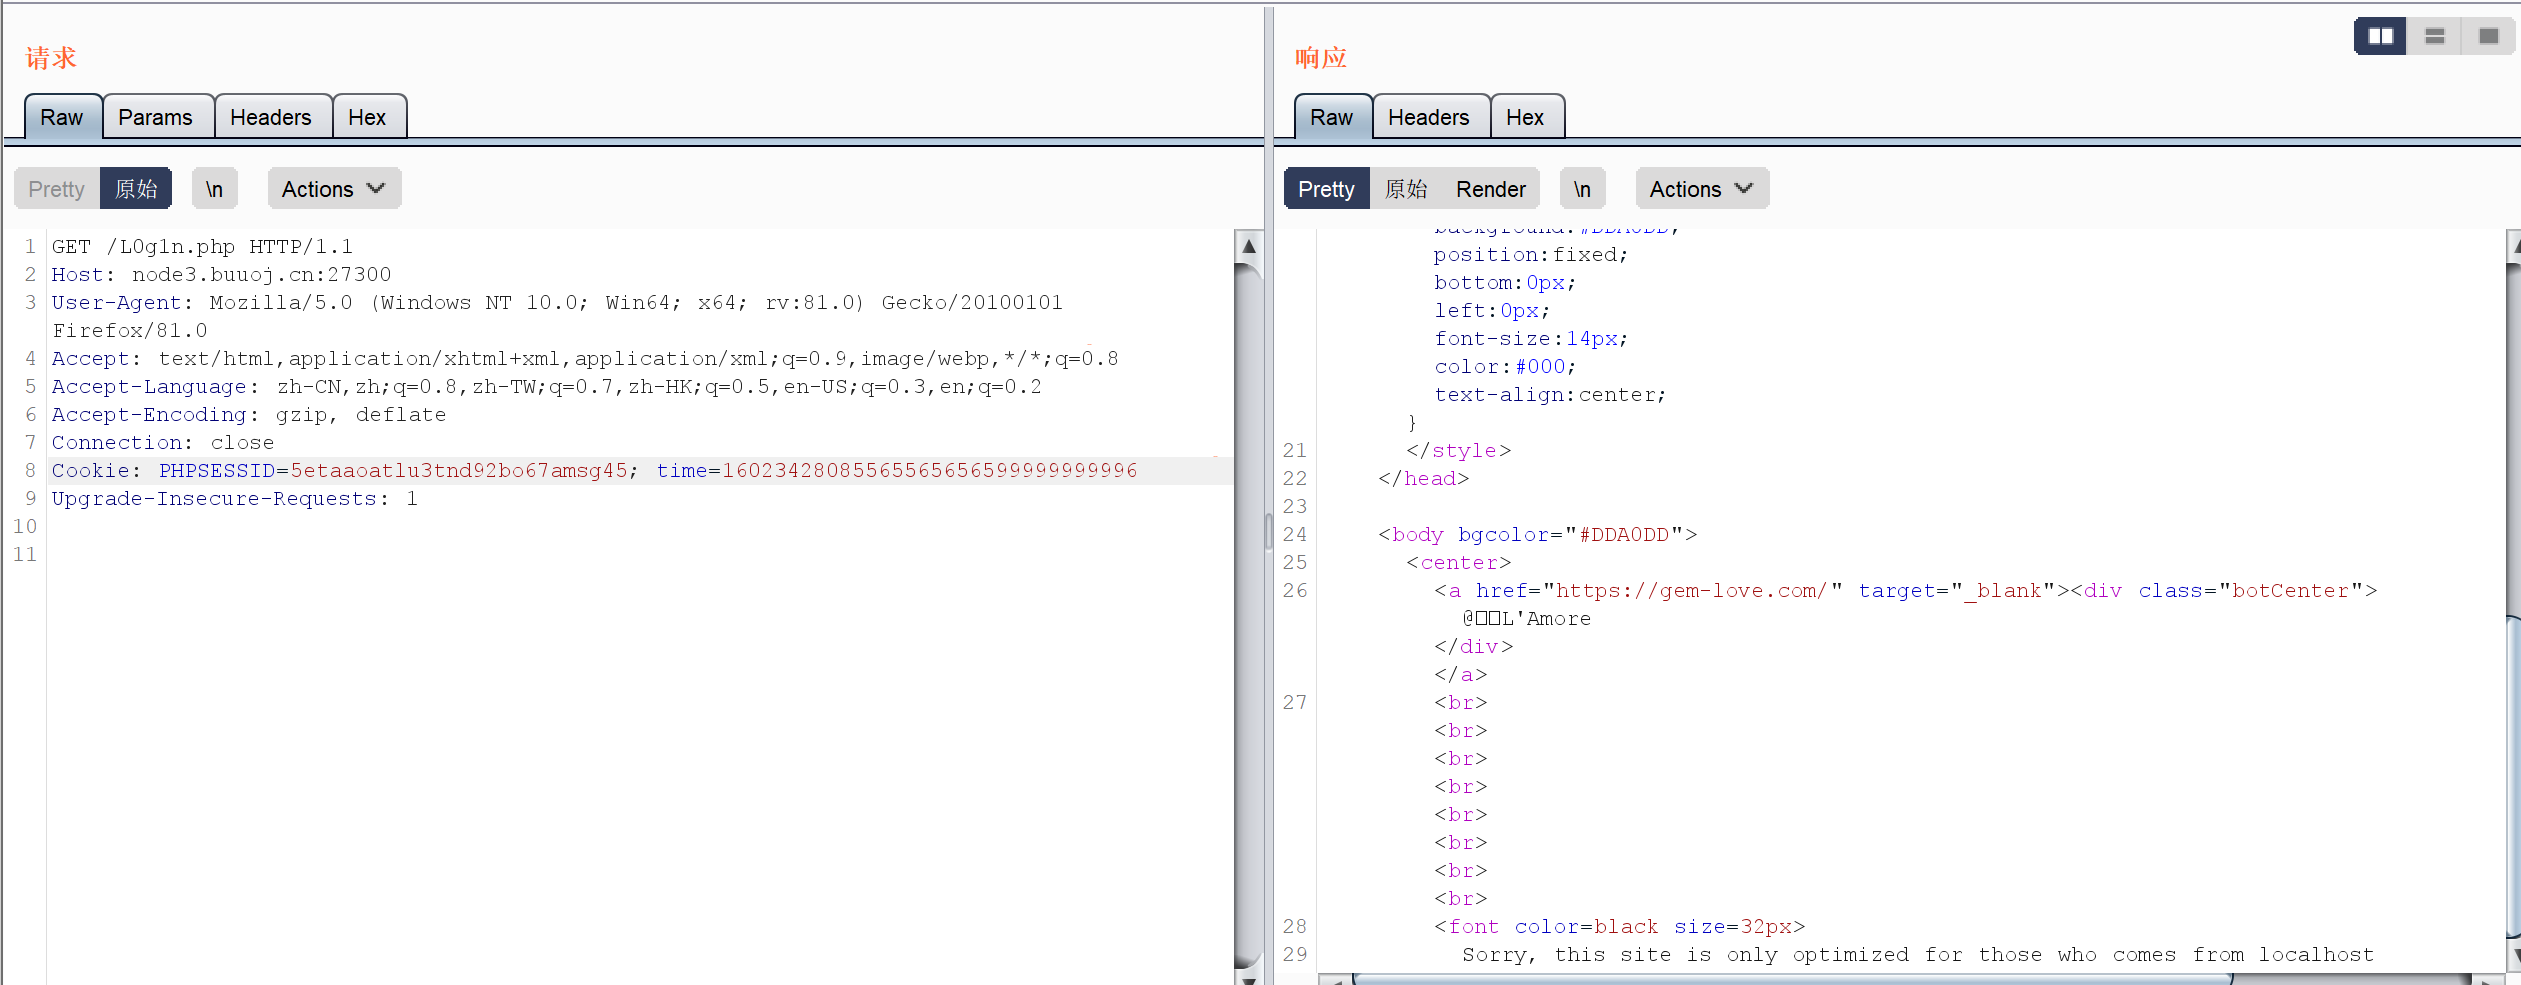 请求
Raw Params Headers Hex
Pretty 原始 \n Actions
1 GET /L0g1n.php HTTP/1.1
2 Host: node3.buuoj.cn:27300
3 User-Agent: Mozilla/5.0 (Windows NT 10.0; Win64; x64; rv:81.0) Gecko/20100101
Firefox/81.0
4 Accept: text/html,application/xhtml+xml,application/xml;q=0.9,image/webp,*/*;q=0.8
5 Accept-Language: zh-CN,zh;q=0.8,zh-TW;q=0.7,zh-HK;q=0.5,en-US;q=0.3,en;q=0.2
6 Accept-Encoding: gzip, deflate
7 Connection: close
8 Cookie: PHPSESSID=5etaaoatlu3tnd92bo67amsg45; time=16023428085565565656599999999996
9 Upgrade-Insecure-Requests: 1
10
11
响应
Raw Headers Hex
Pretty 原始 Render \n Actions
background:#DDA0DD;
position:fixed;
bottom:0px;
left:0px;
font-size:14px;
color:#000;
text-align:center;
}
21 </style>
22 </head>
23
24 <body bgcolor="#DDA0DD">
25 <center>
26 <a href="https://gem-love.com/" target="_blank"><div class="botCenter">
@□□L'Amore
</div>
</a>
27 <br>
<br>
<br>
<br>
<br>
<br>
<br>
<br>
28 <font color=black size=32px>
29 Sorry, this site is only optimized for those who comes from localhost